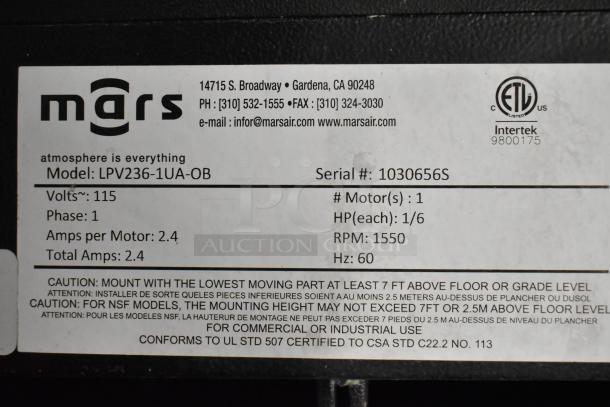 mars
14715 S. Broadway • Gardena, CA 90248
PH : [310] 532-1555 •FAX : [310] 324-3030
e-mail : infor@marsair.com www.marsair.com
C ETL US
LISTED
Intertek
9800175
atmosphere is everything
Model: LPV236-1UA-OB Serial #: 1030656S
Volts~: 115 # Motor(s) : 1
Phase: 1 HP(each): 1/6
Amps per Motor: 2.4 RPM: 1550
Total Amps: 2.4 Hz: 60
PCI
AUCTION GROUP
CAUTION: MOUNT WITH THE LOWEST MOVING PART AT LEAST 7 FT ABOVE FLOOR OR GRADE LEVEL
ATTENTION: INSTALLER DE SORTE QUELES PIECES INFERIEURES SOIENT A AU MOINS 2.5 METERS AU-DESSUS DE PLANCHER OU DUSOL
CAUTION: FOR NSF MODELS, THE MOUNTING HEIGHT MAY NOT EXCEED 7FT OR 2.5M ABOVE FLOOR LEVEL
ATTENTION: POUR LES MODELES NSF, LA HAUTERUR DE MONTAGE NE PEUT PAS EXCEDER 7 PIEDS OU 2.5 M AU-DESSUS DE NIVEAU DU PLANCHER
FOR COMMERCIAL OR INDUSTRIAL USE
CONFORMS TO UL STD 507 CERTIFIED TO CSA STD C22.2 NO. 113